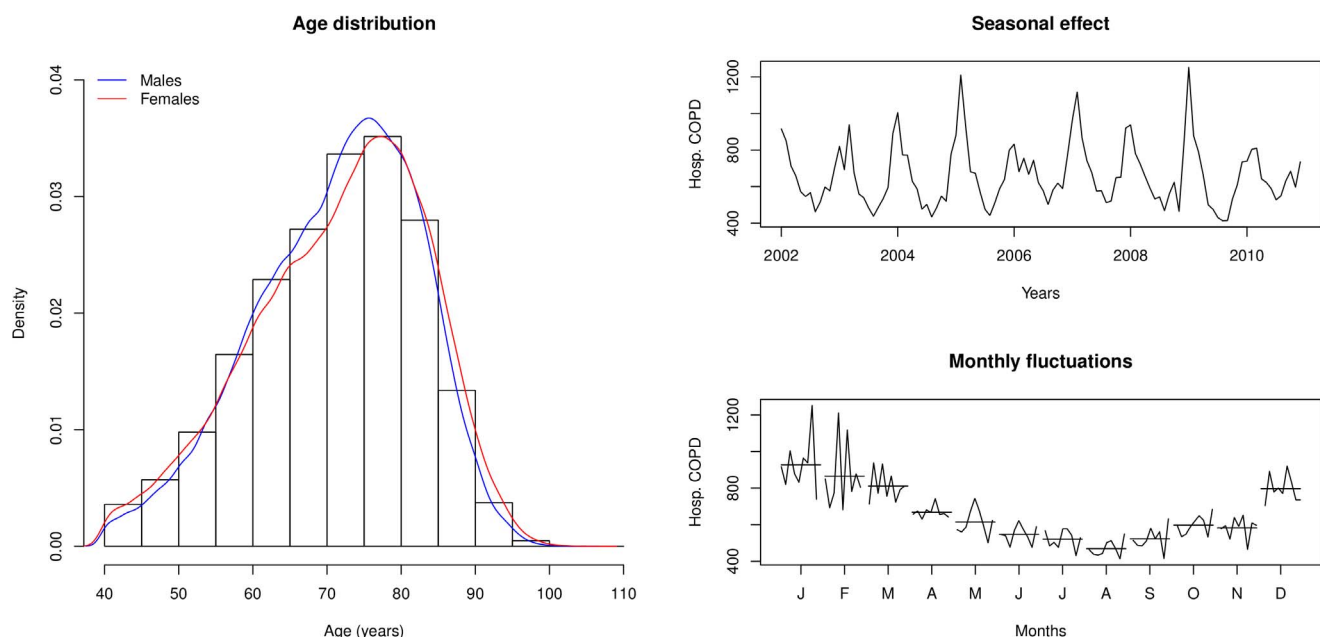 Age distribution
Males
Females
Density
0.00
0.01
0.02
0.03
0.04
40 50 60 70 80 90 100 110
Age (years)
Seasonal effect
Hosp. COPD
400 800 1200
2002 2004 2006 2008 2010
Years
Monthly fluctuations
Hosp. COPD
400 800 1200
J F M A M J J A S O N D
Months